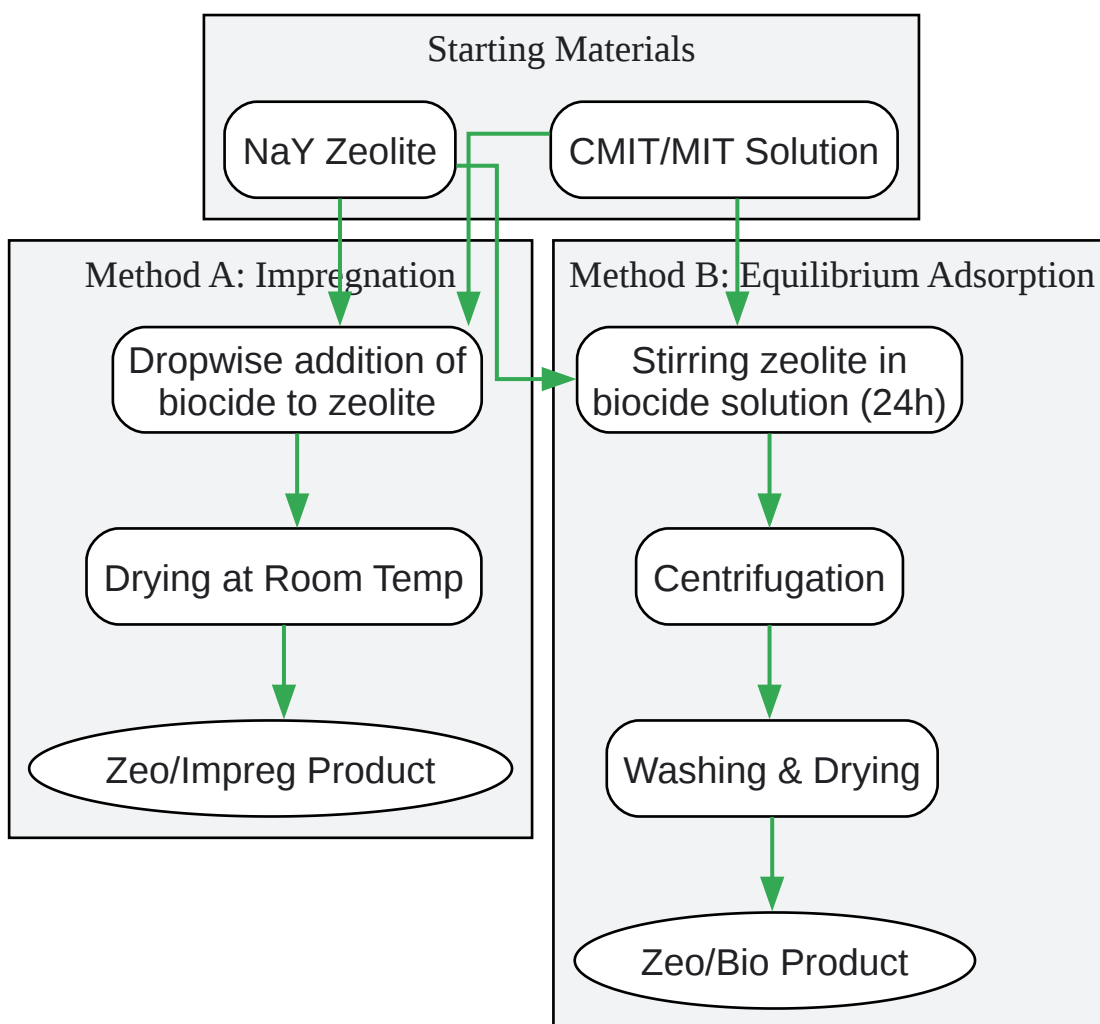 Starting Materials
NaY Zeolite
CMIT/MIT Solution
Method A: Impregnation
Dropwise addition of
biocide to zeolite
Drying at Room Temp
Zeo/Impreg Product
Method B: Equilibrium Adsorption
Stirring zeolite in
biocide solution (24h)
Centrifugation
Washing & Drying
Zeo/Bio Product